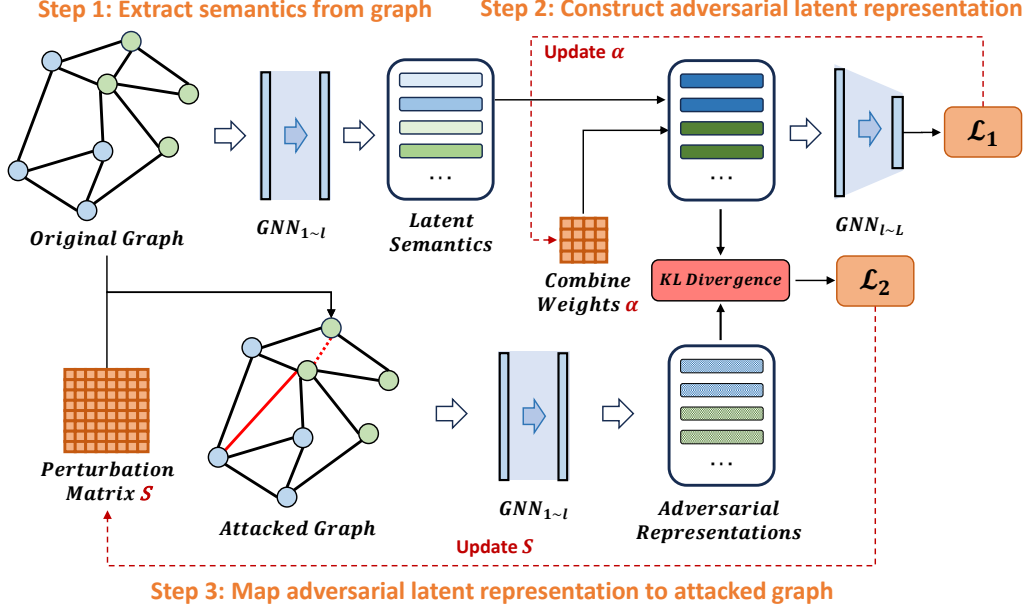 Step 1: Extract semantics from graph
Step 2: Construct adversarial latent representation
Update α
...
ℒ₁
GNN₁~ₗ
Latent
Semantics
Original Graph
...
GNN_{l~L}
Combine
Weights α
KL Divergence
ℒ₂
Perturbation
Matrix S
Attacked Graph
GNN₁~ₗ
...
Adversarial
Representations
Update S
Step 3: Map adversarial latent representation to attacked graph